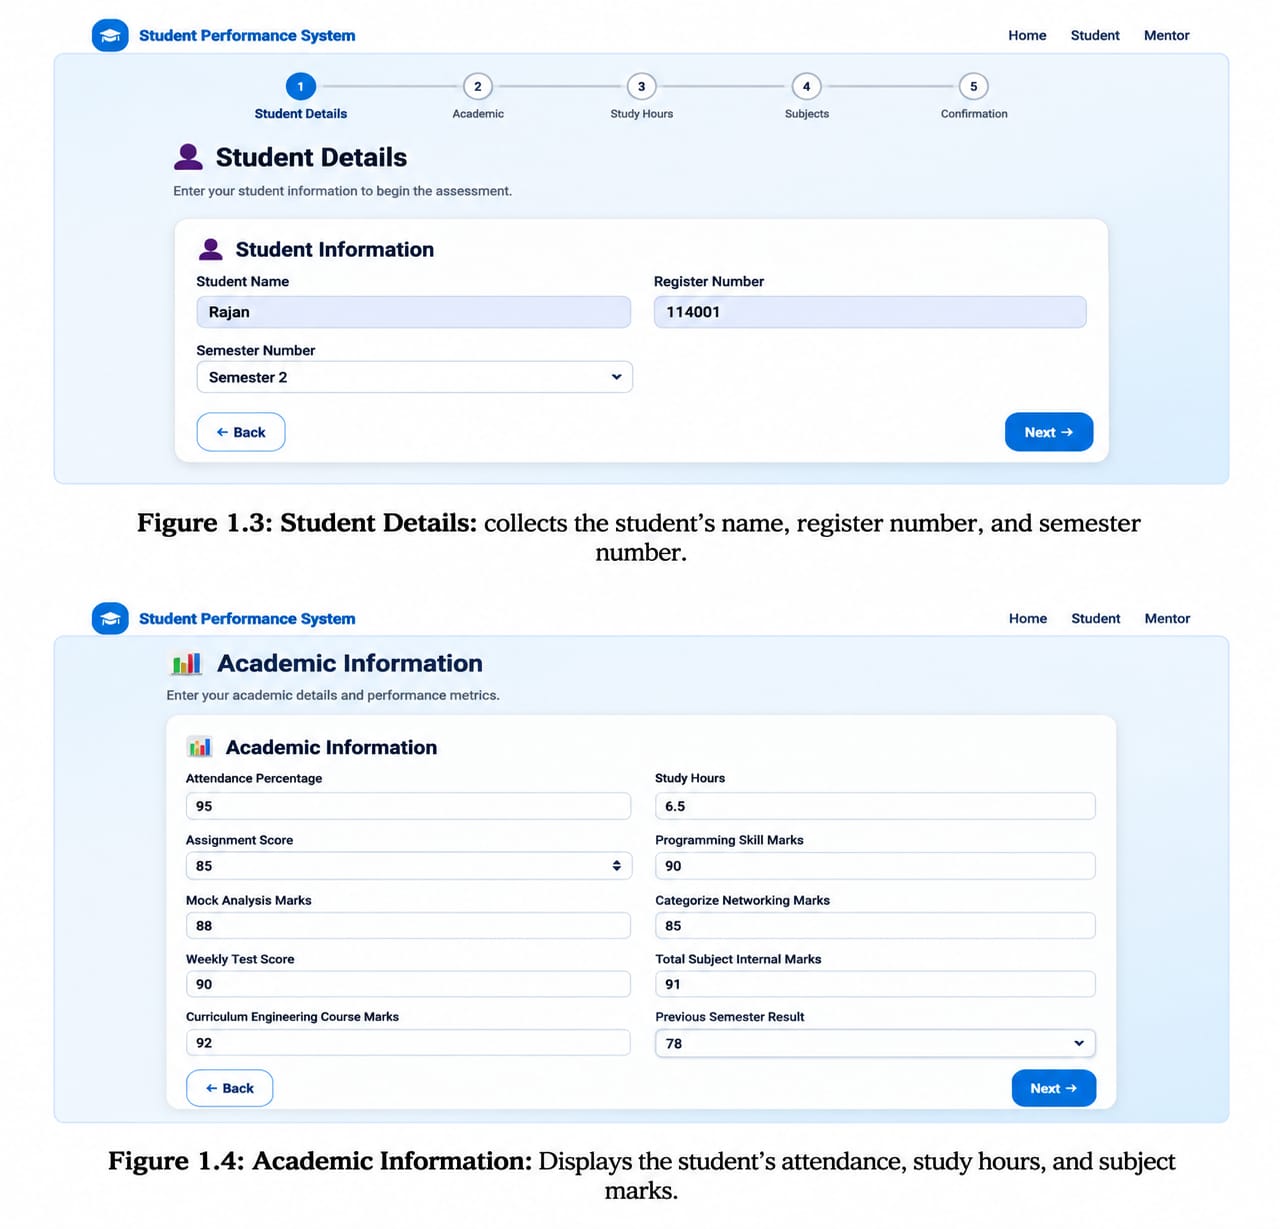 Student Performance System
Home Student Mentor
1 2 3 4 5
Student Details Academic Study Hours Subjects Confirmation
Student Details
Enter your student information to begin the assessment.
Student Information
Student Name Register Number
Rajan 114001
Semester Number
Semester 2
← Back Next →
Figure 1.3: Student Details: collects the student’s name, register number, and semester
number.
Student Performance System
Home Student Mentor
Academic Information
Enter your academic details and performance metrics.
Academic Information
Attendance Percentage Study Hours
95 6.5
Assignment Score Programming Skill Marks
85 90
Mock Analysis Marks Categorize Networking Marks
88 85
Weekly Test Score Total Subject Internal Marks
90 91
Curriculum Engineering Course Marks Previous Semester Result
92 78
← Back Next →
Figure 1.4: Academic Information: Displays the student’s attendance, study hours, and subject
marks.